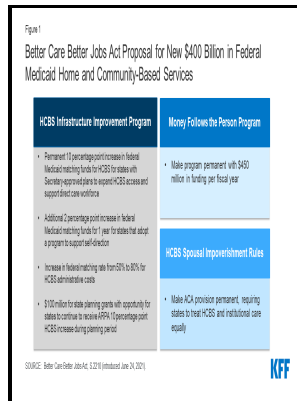 Figure 1
Better Care Better Jobs Act Proposal for New $400 Billion in Federal
Medicaid Home and Community-Based Services
HCBS Infrastructure Improvement Program
• Permanent 10 percentage point increase in federal
Medicaid matching funds for HCBS for states with
Secretary-approved plans to expand HCBS access and
support direct care workforce
• Additional 2 percentage point increase in federal
Medicaid matching funds for 1 year for states that adopt
a program to support self-direction
• Increase in federal matching rate from 50% to 80% for
HCBS administrative costs
• $100 million for state planning grants with opportunity for
states to continue to receive ARPA 10 percentage point
HCBS increase during planning period
Money Follows the Person Program
• Make program permanent with $450
million in funding per fiscal year
HCBS Spousal Impoverishment Rules
• Make ACA provision permanent, requiring
states to treat HCBS and institutional care
equally
SOURCE: Better Care Better Jobs Act, S.2210 (introduced June 24, 2021).
KFF